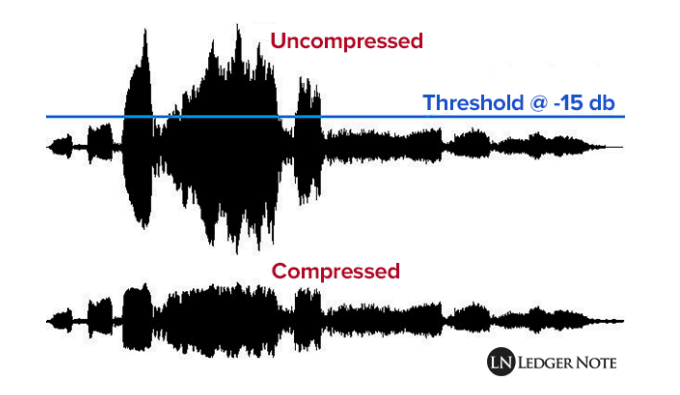 Uncompressed
Threshold @ -15 db
Compressed
LN LEDGER NOTE